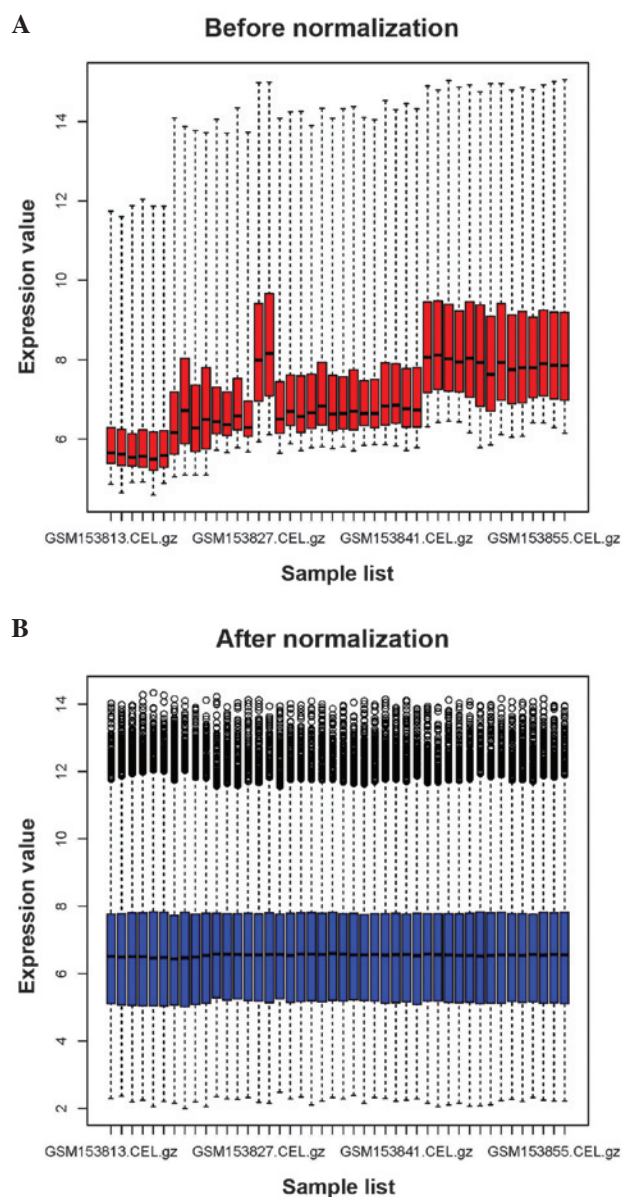 A
Before normalization
Expression value
14
12
10
8
6
GSM153813.CEL.gz GSM153827.CEL.gz GSM153841.CEL.gz GSM153855.CEL.gz
Sample list
B
After normalization
Expression value
14
12
10
8
6
4
2
GSM153813.CEL.gz GSM153827.CEL.gz GSM153841.CEL.gz GSM153855.CEL.gz
Sample list